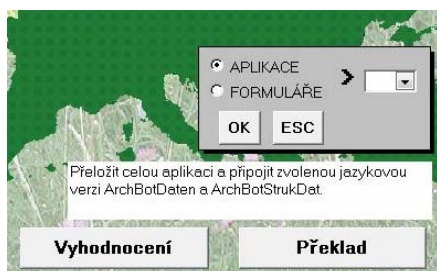 APLIKACE
FORMULÁŘE
>
OK ESC
Přeložit celou aplikaci a připojit zvolenou jazykovou
verzi ArchBotDaten a ArchBotStrukDat.
Vyhodnocení Překlad